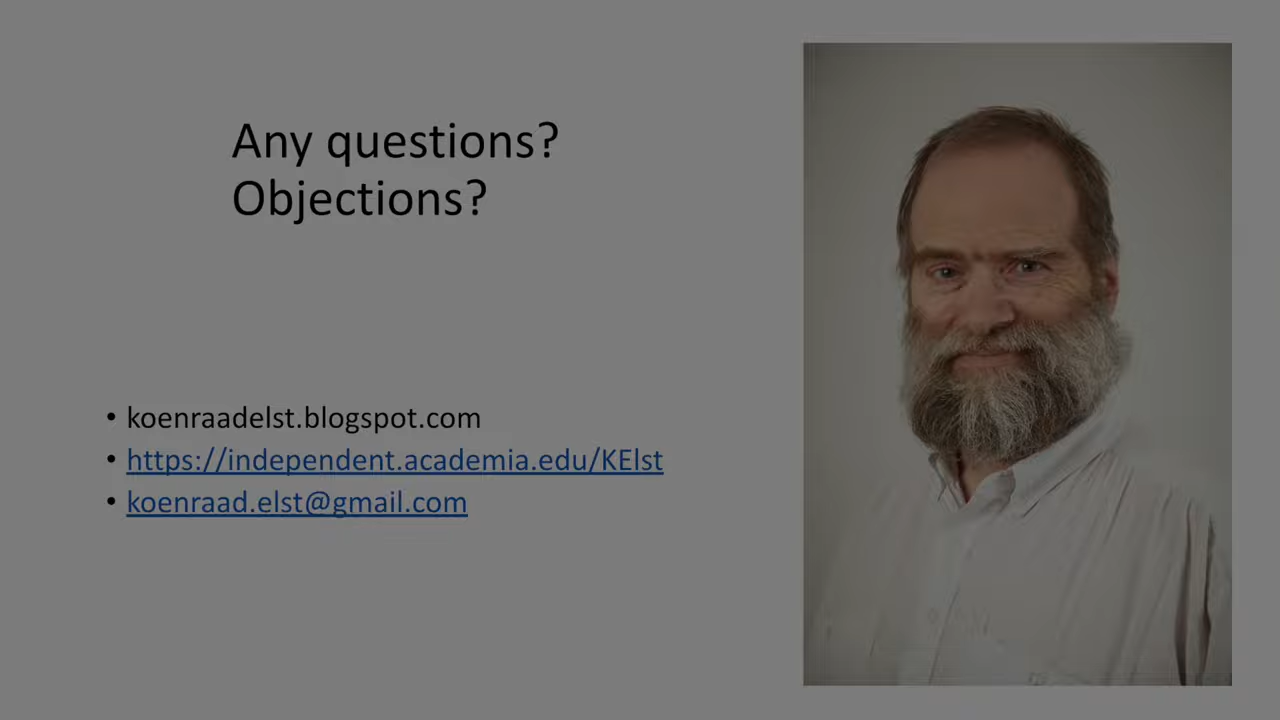 Any questions?
Objections?
• koenraadelst.blogspot.com
• https://independent.academia.edu/KElst
• koenraad.elst@gmail.com